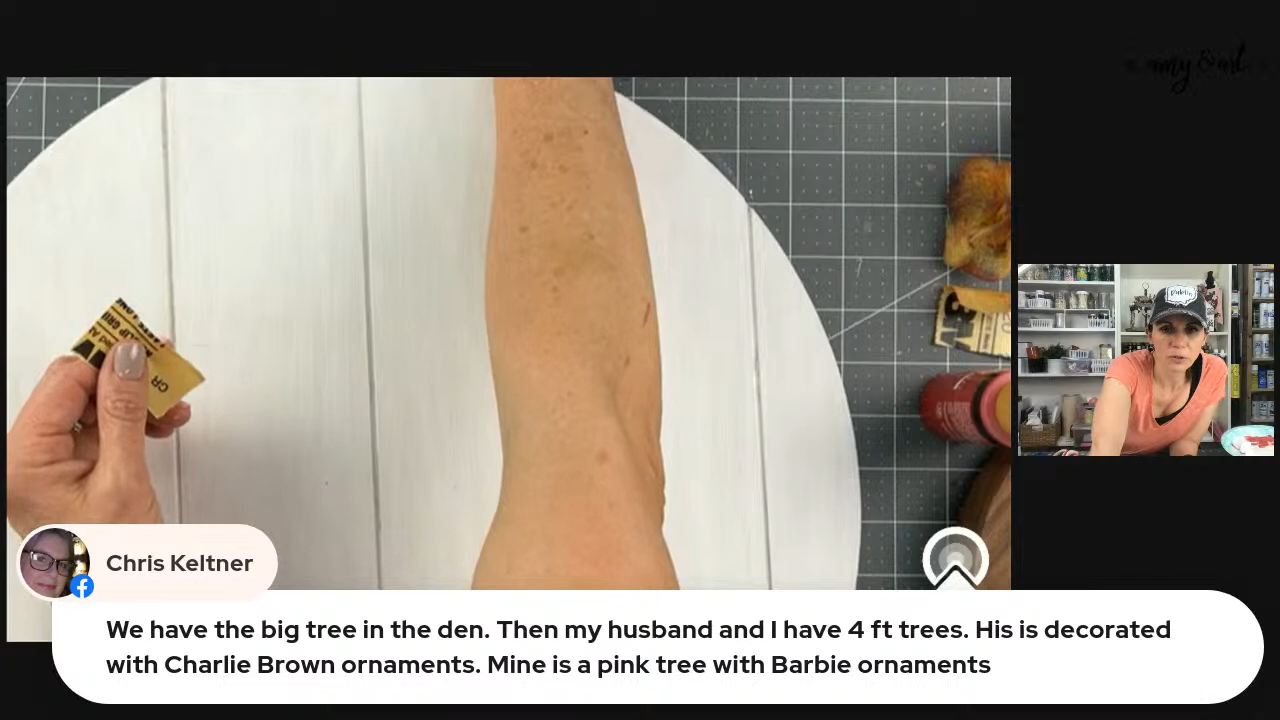 Chris Keltner
We have the big tree in the den. Then my husband and I have 4 ft trees. His is decorated
with Charlie Brown ornaments. Mine is a pink tree with Barbie ornaments